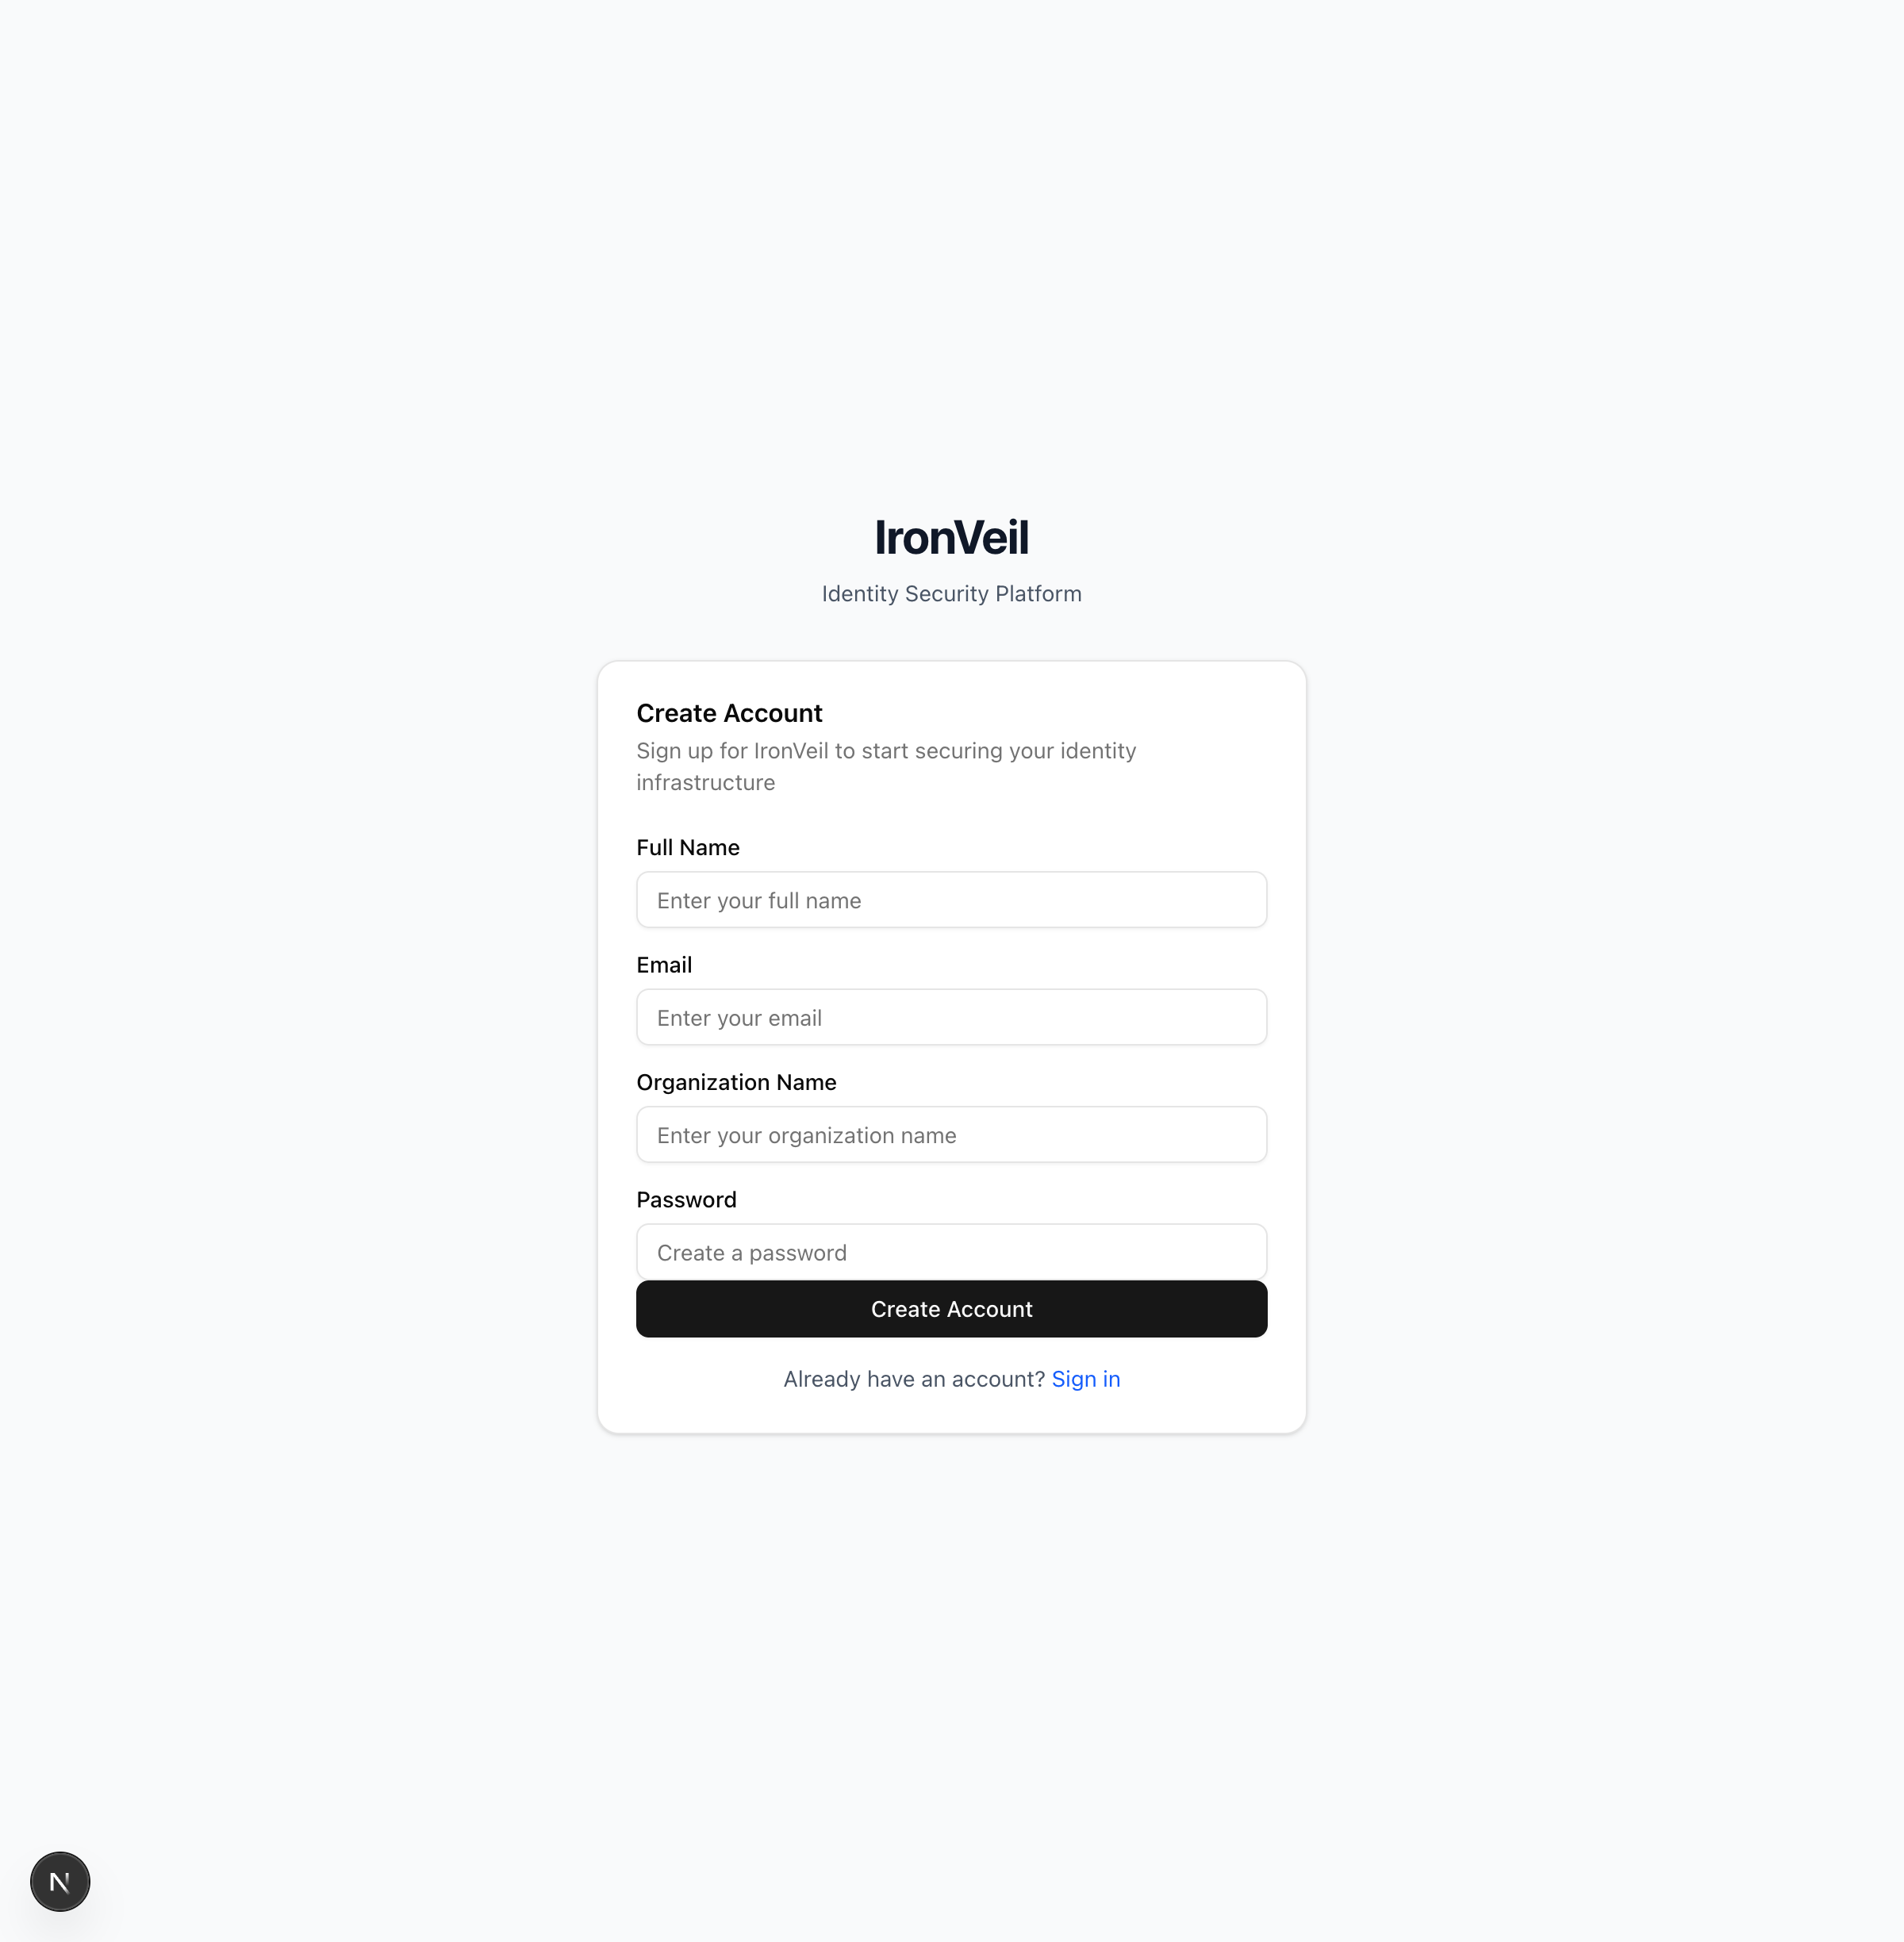 IronVeil
Identity Security Platform
Create Account
Sign up for IronVeil to start securing your identity
infrastructure
Full Name
Enter your full name
Email
Enter your email
Organization Name
Enter your organization name
Password
Create a password
Create Account
Already have an account? Sign in
N